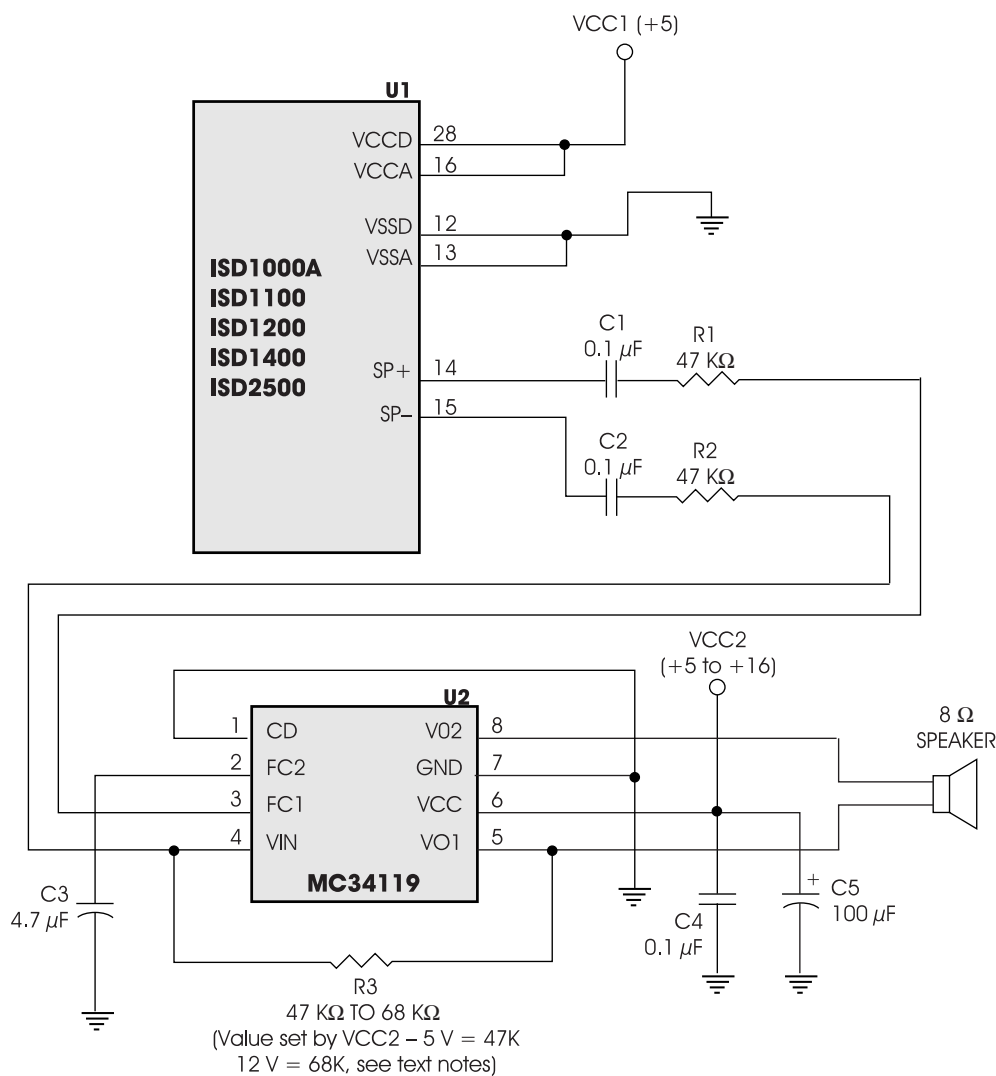 VCC1 (+5)
U1
VCCD 28
VCCA 16
VSSD 12
VSSA 13
ISD1000A
ISD1100
ISD1200
ISD1400
ISD2500
SP+ 14
SP– 15
C1
0.1 µF
R1
47 KΩ
C2
0.1 µF
R2
47 KΩ
VCC2
(+5 to +16)
U2
1 CD V02 8
2 FC2 GND 7
3 FC1 VCC 6
4 VIN VO1 5
MC34119
8 Ω
SPEAKER
C3
4.7 µF
C4
0.1 µF
+
C5
100 µF
R3
47 KΩ TO 68 KΩ
(Value set by VCC2 – 5 V = 47K
12 V = 68K, see text notes)